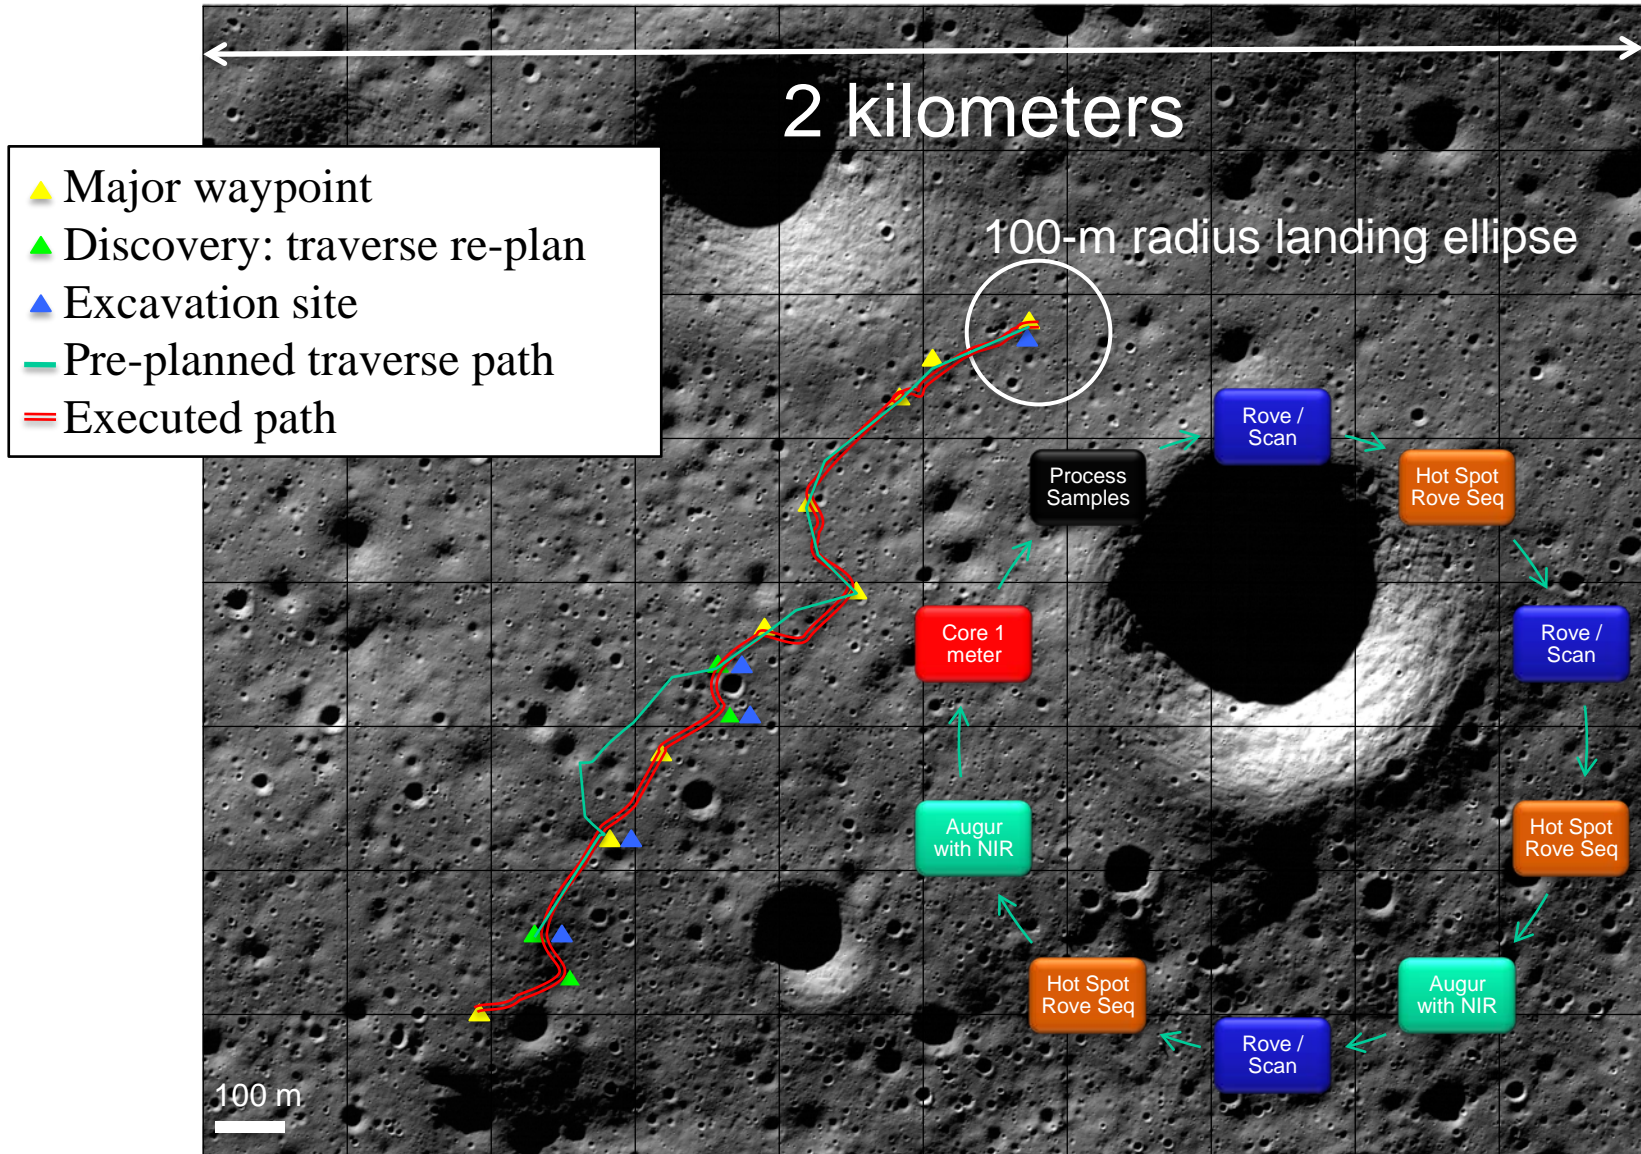 2 kilometers
Major waypoint
Discovery: traverse re-plan
Excavation site
Pre-planned traverse path
Executed path
100-m radius landing ellipse
Rove /
Scan
Hot Spot
Rove Seq
Rove /
Scan
Hot Spot
Rove Seq
Augur
with NIR
Rove /
Scan
Hot Spot
Rove Seq
Augur
with NIR
Core 1
meter
Process
Samples
100 m